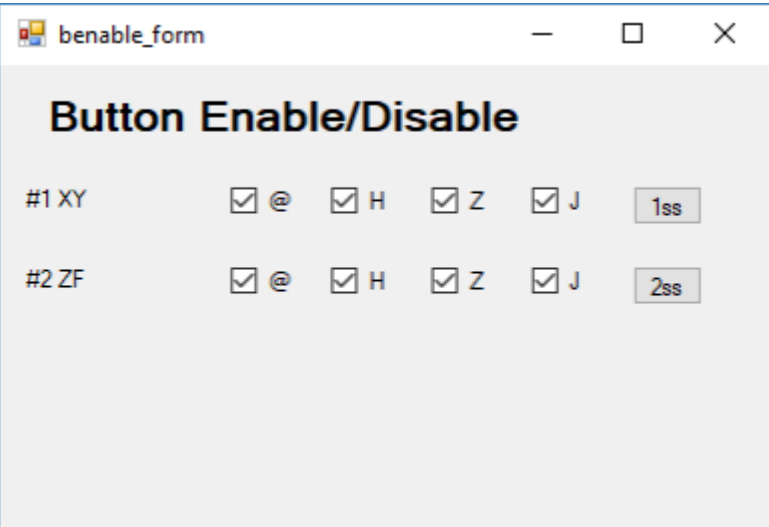 benable_form
Button Enable/Disable
#1 XY @ H Z J 1ss
#2 ZF @ H Z J 2ss